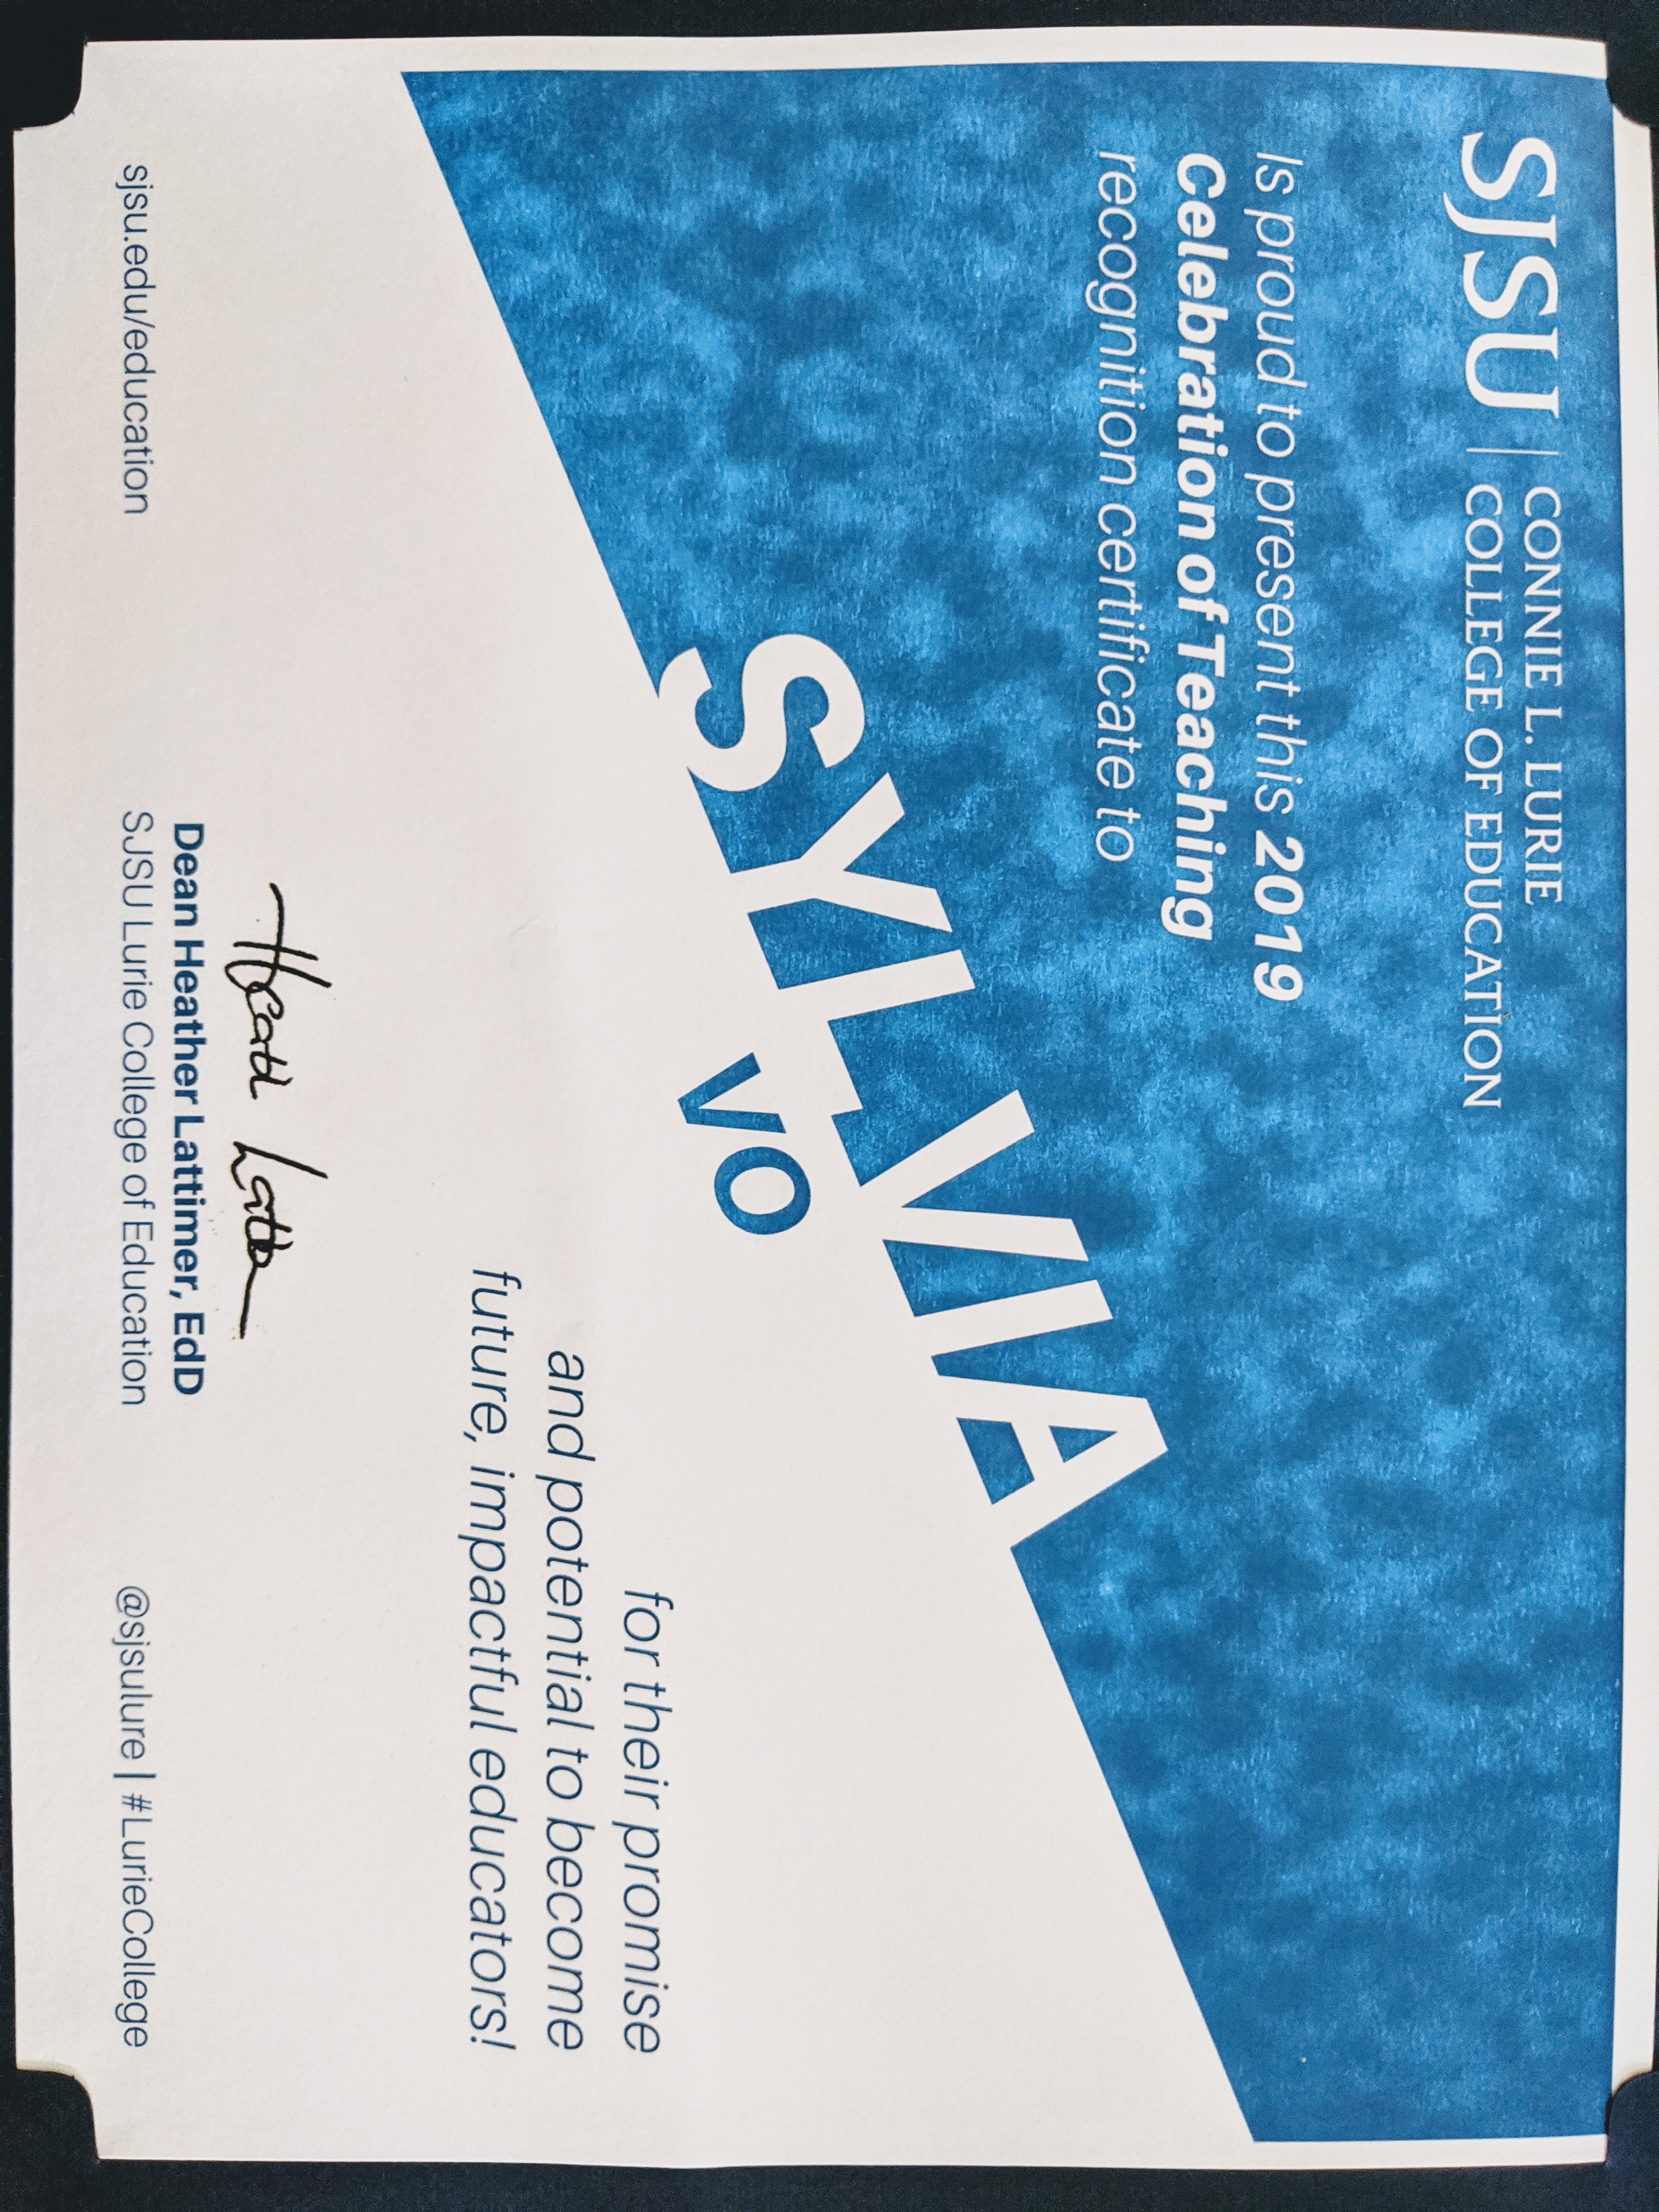 SJSU | CONNIE L. LURIE
COLLEGE OF EDUCATION
Is proud to present this 2019
Celebration of Teaching
recognition certificate to
SYLVIA
VO
for their promise
and potential to become
future, impactful educators!
Dean Heather Lattimer, EdD
sjsu.edu/education
SJSU Lurie College of Education
@sjsulure | #LurieCollege